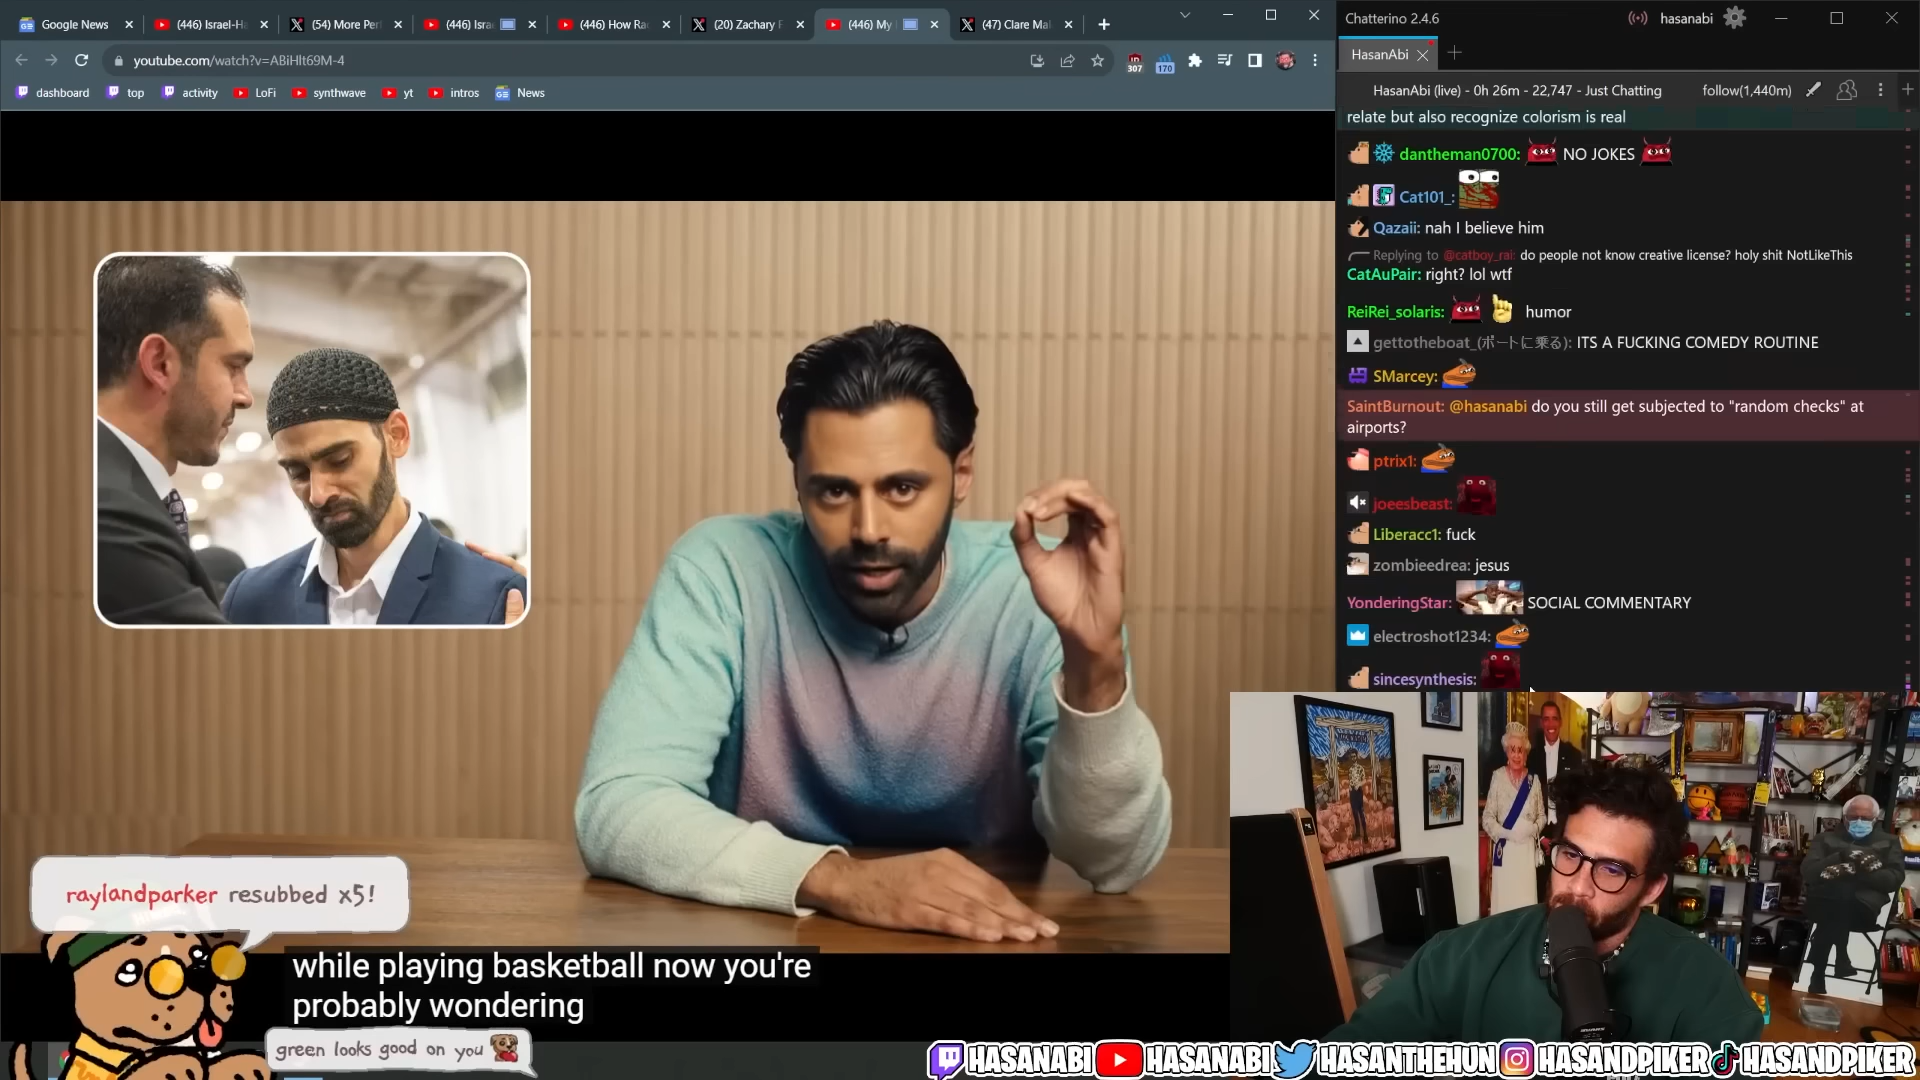 Google News
(446) Israel-Ha
(54) More Per
(446) Isra
(446) How Ra
(20) Zachary F
(446) My
(47) Clare Mal
youtube.com/watch?v=ABiHlt69M-4
307
170
dashboard
top
activity
LoFi
synthwave
yt
intros
News
Chatterino 2.4.6
hasanabi
HasanAbi
HasanAbi (live) - 0h 26m - 22,747 - Just Chatting
follow(1,440m)
relate but also recognize colorism is real
dantheman0700: NO JOKES
Cat101_:
Qazaii: nah I believe him
Replying to @catboy_rai: do people not know creative license? holy shit NotLikeThis
CatAuPair: right? lol wtf
ReiRei_solaris: humor
gettotheboat_(ボートに乗る): ITS A FUCKING COMEDY ROUTINE
SMarcey:
SaintBurnout: @hasanabi do you still get subjected to "random checks" at
airports?
ptrix1:
joeesbeast:
Liberacc1: fuck
zombieedrea: jesus
YonderingStar: SOCIAL COMMENTARY
electroshot1234:
sincesynthesis:
raylandparker resubbed x5!
while playing basketball now you're
probably wondering
green looks good on you
HASANABI
HASANABI
HASANTHEHUN
HASANDPIKER
HASANDPIKER